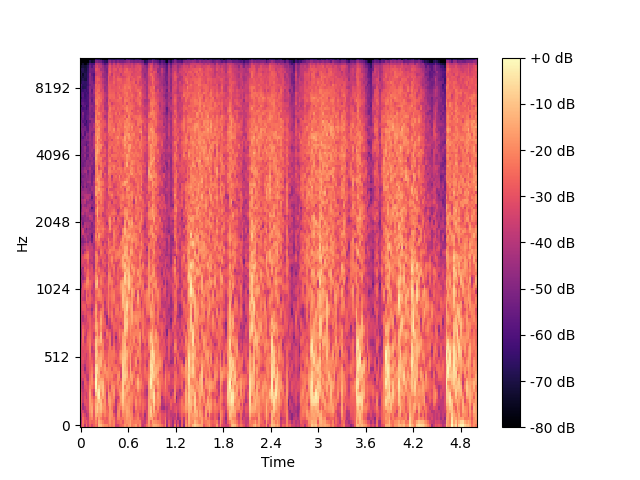 +0 dB
8192
-10 dB
4096
-20 dB
-30 dB
2048
-40 dB
Hz
1024
-50 dB
512
-60 dB
-70 dB
0
-80 dB
0 0.6 1.2 1.8 2.4 3 3.6 4.2 4.8
Time